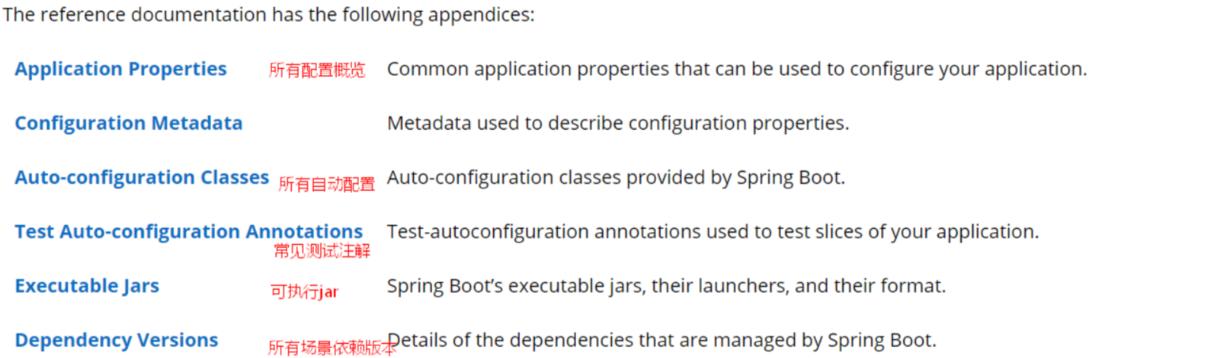 The reference documentation has the following appendices:
Application Properties 所有配置概览 Common application properties that can be used to configure your application.
Configuration Metadata Metadata used to describe configuration properties.
Auto-configuration Classes 所有自动配置 Auto-configuration classes provided by Spring Boot.
Test Auto-configuration Annotations Test-autoconfiguration annotations used to test slices of your application.
常见测试注解
Executable Jars 可执行jar Spring Boot’s executable jars, their launchers, and their format.
Dependency Versions 所有场景依赖版本 Details of the dependencies that are managed by Spring Boot.